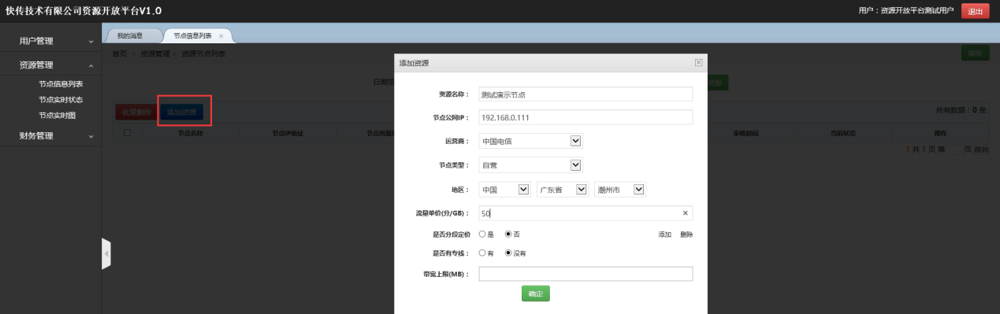 快传技术有限公司资源开放平台V1.0
用户：资源开放平台测试用户 退出
用户管理
资源管理
节点信息列表
节点实时状态
节点实时图
财务管理
我的消息 节点信息列表 ×
首页 > 资源管理 > 资源节点列表 刷新
日期范 资源
批量删除 添加资源 共有数据：0 条
节点名称 节点IP地址 节点所属 审核时间 当前状态 操作
1 共 1 页 第 页 跳转
添加资源
资源名称： 测试演示节点
节点公网IP： 192.168.0.111
运营商： 中国电信
节点类型： 自营
地区： 中国 广东省 潮州市
流量单价(分/GB)： 50 ×
是否分段定价 是 否 添加 删除
是否有专线： 有 没有
带宽上限(MB)：
确定